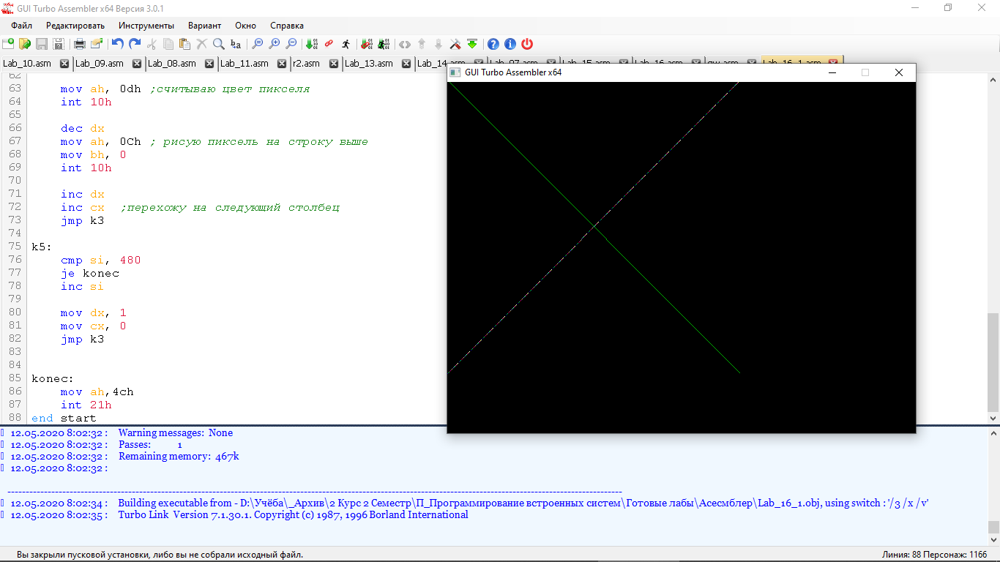 GUI Turbo Assembler x64 Версия 3.0.1
Файл Редактировать Инструменты Вариант Окно Справка
Lab_10.asm Lab_09.asm Lab_08.asm Lab_11.asm r2.asm Lab_13.asm Lab_14.asm Lab_07.asm Lab_15.asm Lab_16.asm Lab_16_1.asm
GUI Turbo Assembler x64
62
63 mov ah, 0dh ;считываю цвет пикселя
64 int 10h
65
66 dec dx
67 mov ah, 0Ch ; рисую пиксель на строку выше
68 mov bh, 0
69 int 10h
70
71 inc dx
72 inc cx ;перехожу на следующий столбец
73 jmp k3
74
75 k5:
76 cmp si, 480
77 je konec
78 inc si
79
80 mov dx, 1
81 mov cx, 0
82 jmp k3
83
84
85 konec:
86 mov ah,4ch
87 int 21h
88 end start
12.05.2020 8:02:32 : Warning messages: None
12.05.2020 8:02:32 : Passes: 1
12.05.2020 8:02:32 : Remaining memory: 467k
12.05.2020 8:02:32 :
12.05.2020 8:02:34 : Building executable from - D:\Учёба\_Архив\2 Курс 2 Семестр\П_Программирование встроенных систем\Готовые лабы\Асесмблер\Lab_16_1.obj, using switch : '/3 /x /v'
12.05.2020 8:02:35 : Turbo Link Version 7.1.30.1. Copyright (c) 1987, 1996 Borland International
Вы закрыли пусковой установки, либо вы не собрали исходный файл. Линия: 88 Персонаж: 1166